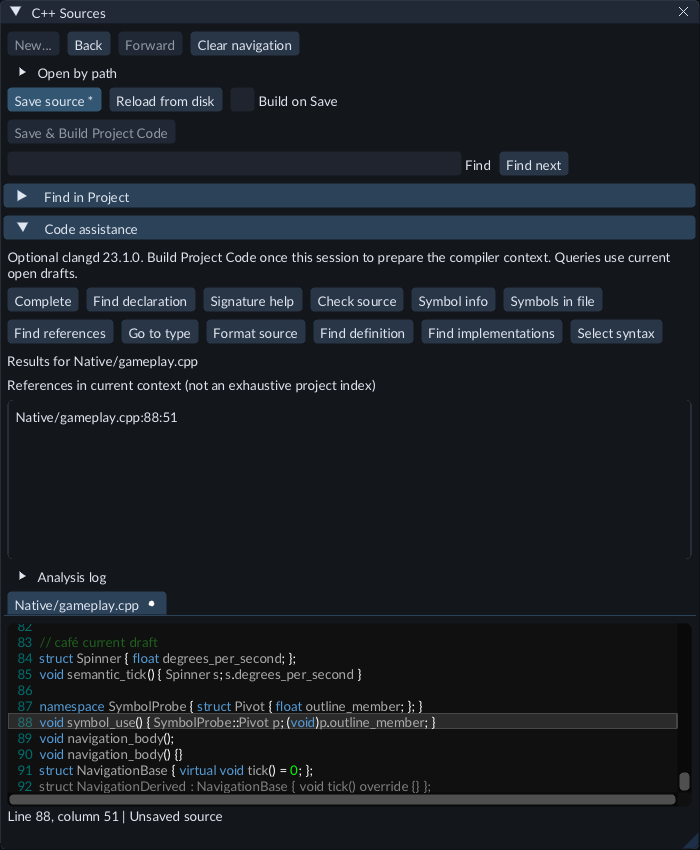 C++ Sources
New... Back Forward Clear navigation
Open by path
Save source * Reload from disk Build on Save
Save & Build Project Code
Find Find next
Find in Project
Code assistance
Optional clangd 23.1.0. Build Project Code once this session to prepare the compiler context. Queries use current
open drafts.
Complete Find declaration Signature help Check source Symbol info Symbols in file
Find references Go to type Format source Find definition Find implementations Select syntax
Results for Native/gameplay.cpp
References in current context (not an exhaustive project index)
Native/gameplay.cpp:88:51
Analysis log
Native/gameplay.cpp
82
83 // café current draft
84 struct Spinner { float degrees_per_second; };
85 void semantic_tick() { Spinner s; s.degrees_per_second }
86
87 namespace SymbolProbe { struct Pivot { float outline_member; }; }
88 void symbol_use() { SymbolProbe::Pivot p; (void)p.outline_member; }
89 void navigation_body();
90 void navigation_body() {}
91 struct NavigationBase { virtual void tick() = 0; };
92 struct NavigationDerived : NavigationBase { void tick() override {} };
Line 88, column 51 | Unsaved source